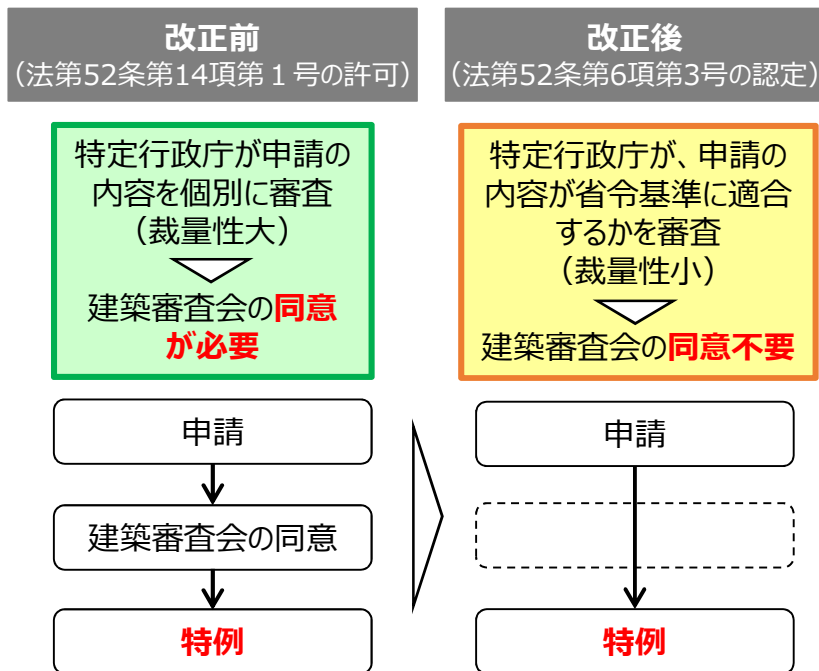 改正前
（法第52条第14項第１号の許可）
特定行政庁が申請の
内容を個別に審査
（裁量性大）
建築審査会の同意
が必要
申請
建築審査会の同意
特例
改正後
（法第52条第6項第3号の認定）
特定行政庁が、申請の
内容が省令基準に適合
するかを審査
（裁量性小）
建築審査会の同意不要
申請
特例